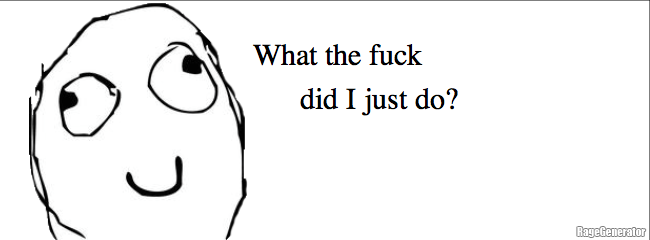 What the fuck
did I just do?
RageGenerator